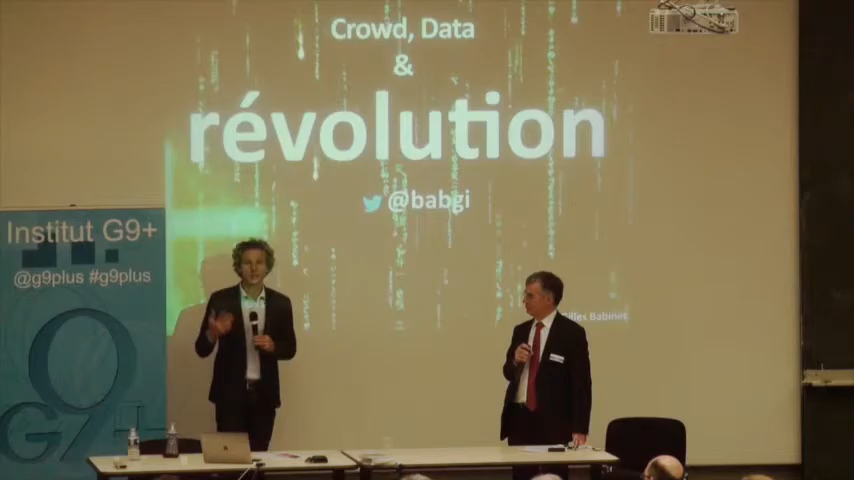 Crowd, Data
&
révolution
@babgi
Gilles Babinet
Institut G9+
@g9plus #g9plus
G9+